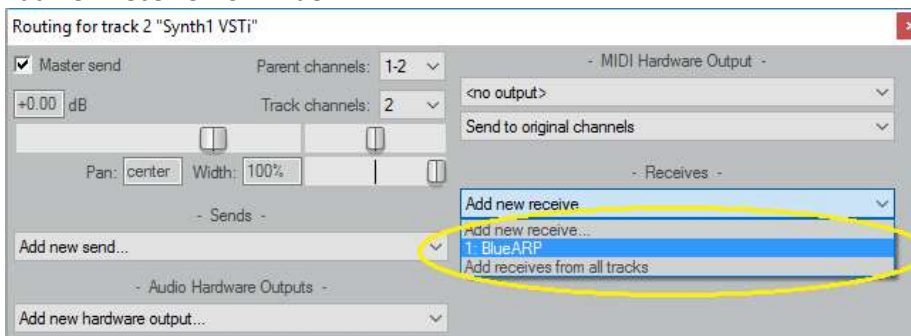 Routing for track 2 "Synth1 VSTi"
Master send
Parent channels: 1-2
+0.00 dB
Track channels: 2
Pan: center Width: 100%
- Sends -
Add new send...
- Audio Hardware Outputs -
Add new hardware output...
- MIDI Hardware Output -
<no output>
Send to original channels
- Receives -
Add new receive
Add new receive...
1: BlueARP
Add receives from all tracks